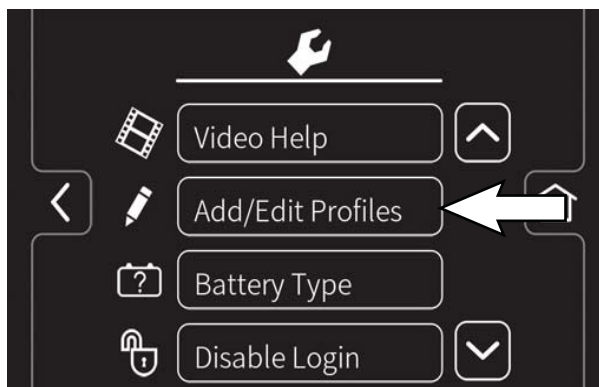 Video Help
Add/Edit Profiles
?
Battery Type
Disable Login